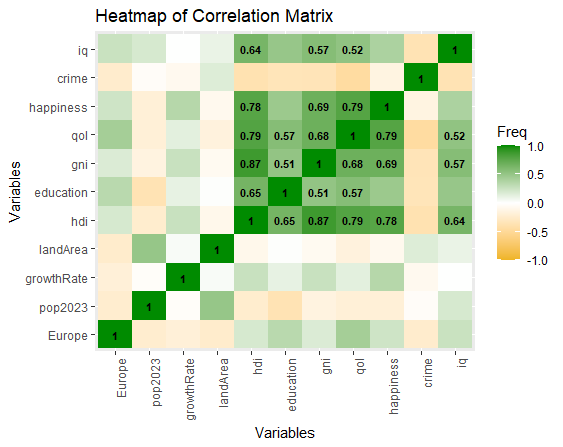 Heatmap of Correlation Matrix
Variables
iq 0.64 0.57 0.52 1
crime 1
happiness 0.78 0.69 0.79 1
qol 0.79 0.57 0.68 1 0.79 0.52
gni 0.87 0.51 1 0.68 0.69 0.57
education 0.65 1 0.51 0.57
hdi 1 0.65 0.87 0.79 0.78 0.64
landArea 1
growthRate 1
pop2023 1
Europe 1
Europe
pop2023
growthRate
landArea
hdi
education
gni
qol
happiness
crime
iq
Variables
Freq
1.0
0.5
0.0
-0.5
-1.0